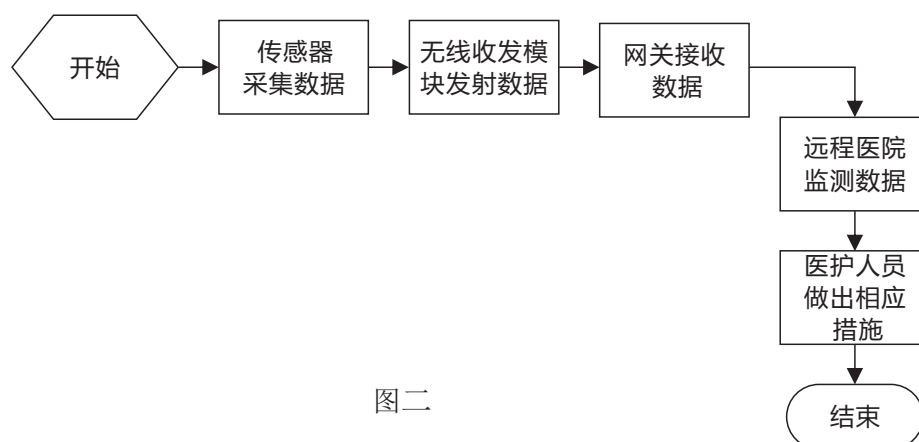 开始
传感器
采集数据
无线收发模
块发射数据
网关接收
数据
远程医院
监测数据
医护人员
做出相应
措施
结束
图二